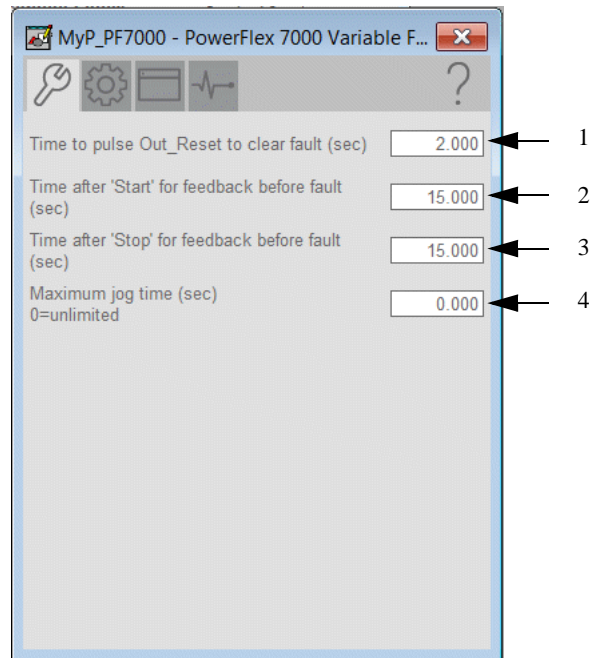 MyP_PF7000 - PowerFlex 7000 Variable F...
?
Time to pulse Out_Reset to clear fault (sec) 2.000 1
Time after 'Start' for feedback before fault
(sec) 15.000 2
Time after 'Stop' for feedback before fault
(sec) 15.000 3
Maximum jog time (sec)
0=unlimited 0.000 4